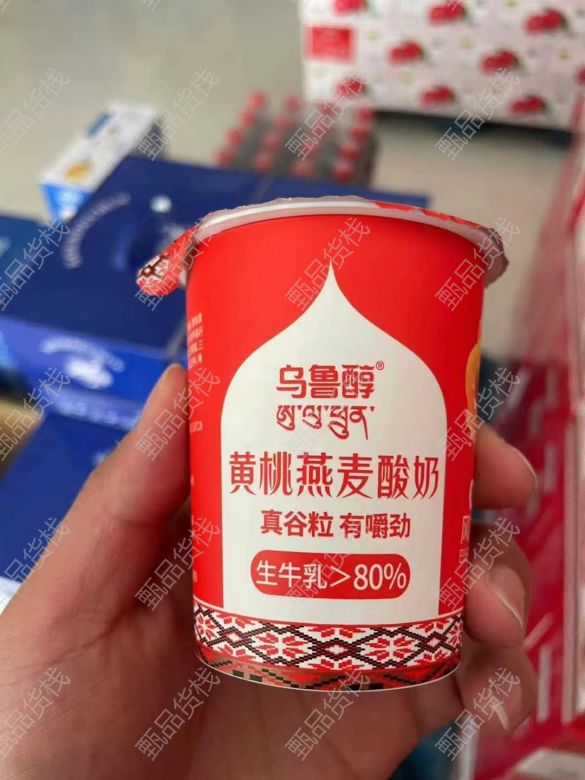 乌鲁醇®
ཨུ་ལུ་ཁྲུན་
黄桃燕麦酸奶
真谷粒 有嚼劲
生牛乳＞80%
风
甄品货栈